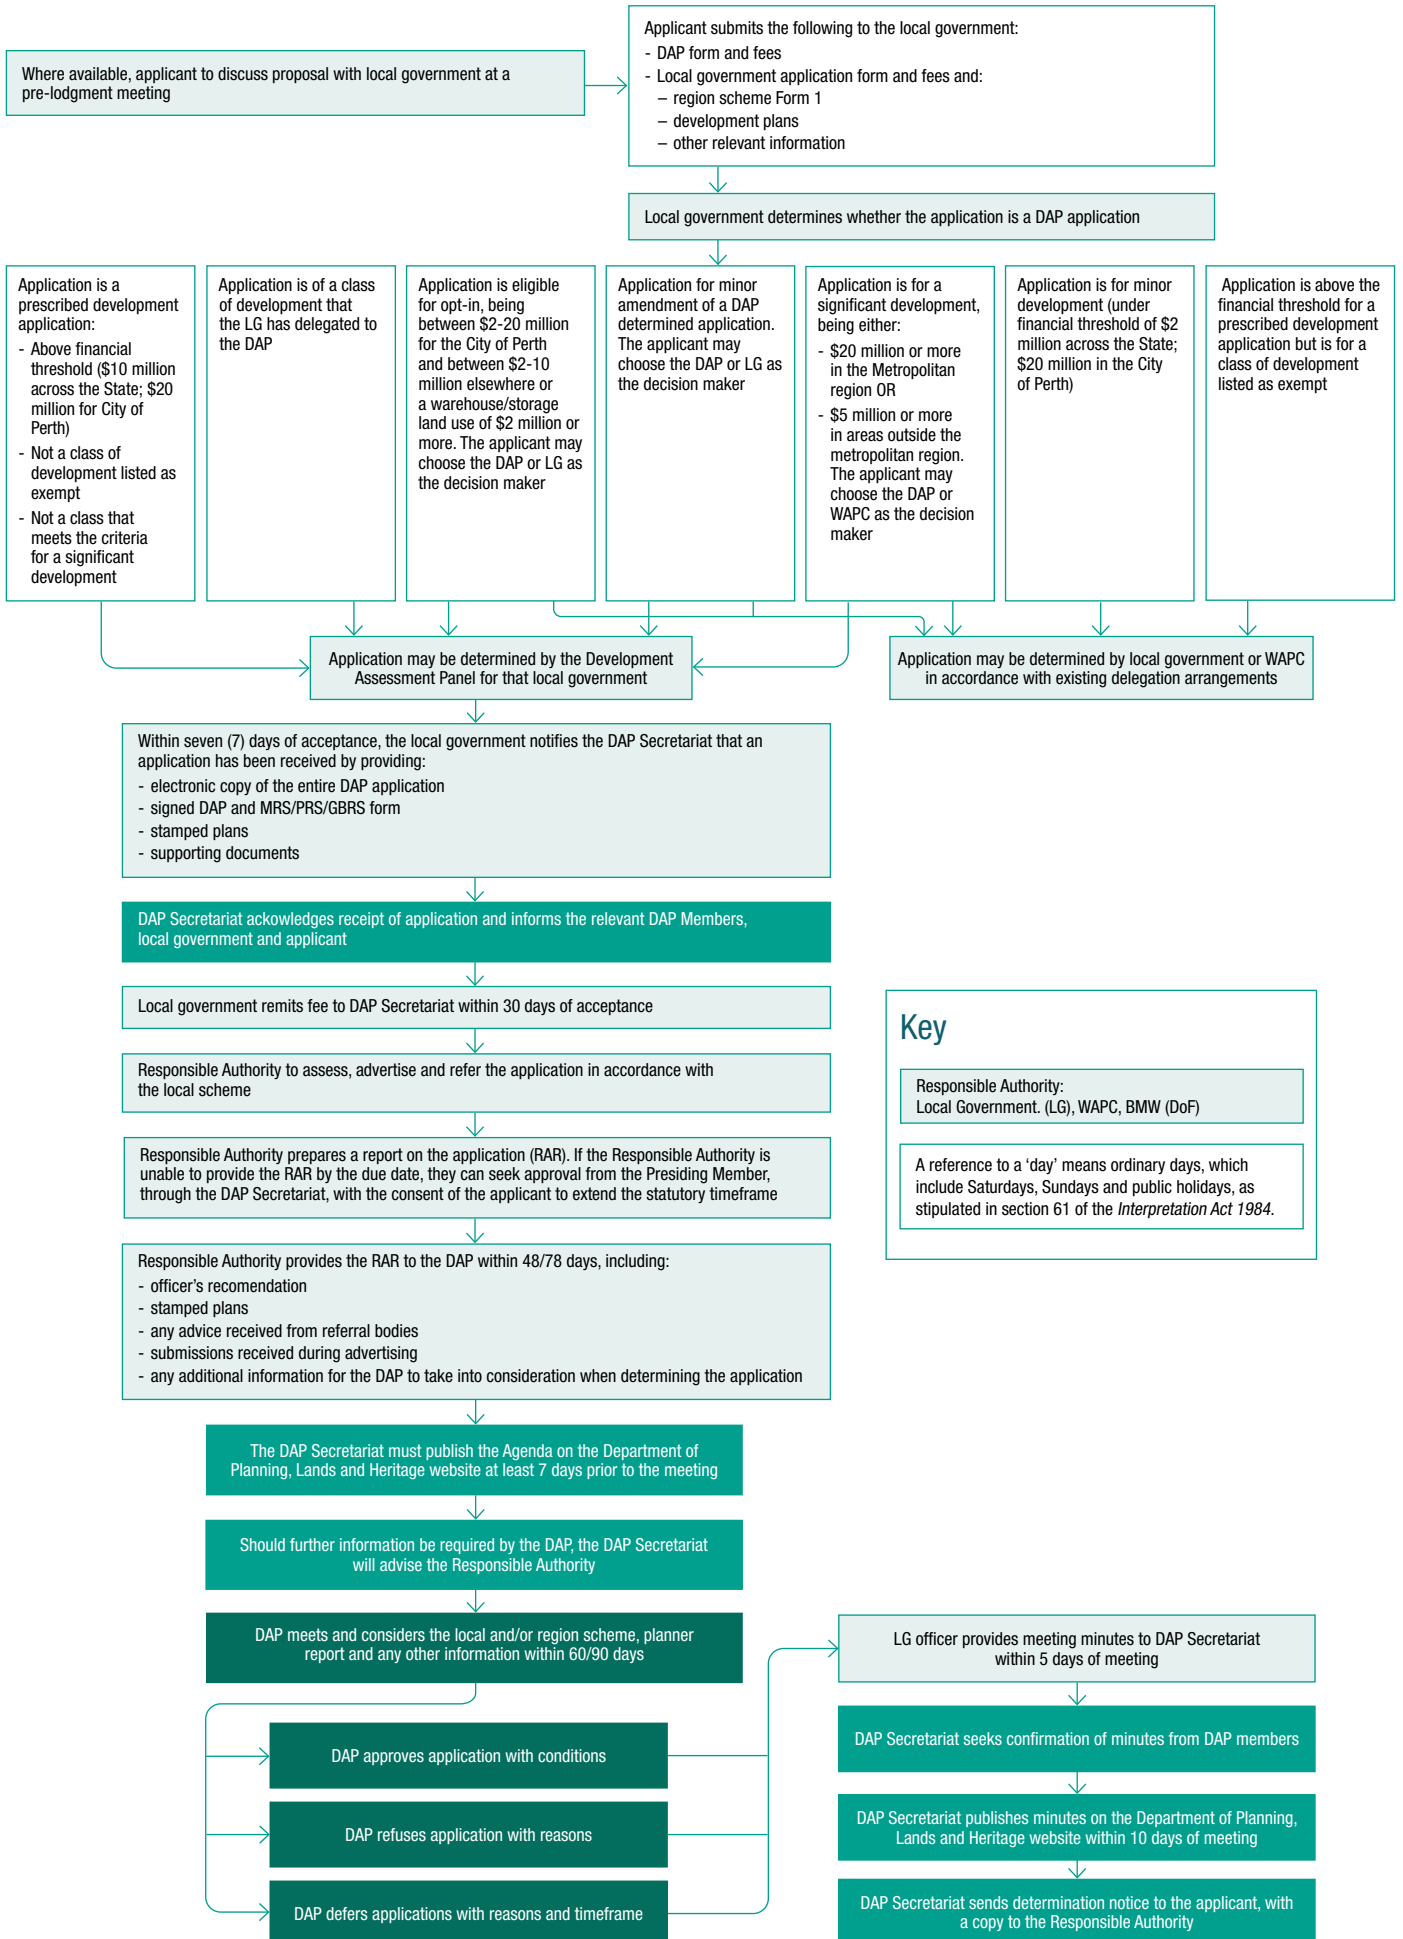 Where available, applicant to discuss proposal with local government at a
pre-lodgment meeting
Applicant submits the following to the local government:
- DAP form and fees
- Local government application form and fees and:
– region scheme Form 1
– development plans
– other relevant information
Local government determines whether the application is a DAP application
Application is a
prescribed development
application:
- Above financial
threshold ($10 million
across the State; $20
million for City of
Perth)
- Not a class of
development listed as
exempt
- Not a class that
meets the criteria
for a significant
development
Application is of a class
of development that
the LG has delegated to
the DAP
Application is eligible
for opt-in, being
between $2-20 million
for the City of Perth
and between $2-10
million elsewhere or
a warehouse/storage
land use of $2 million or
more. The applicant may
choose the DAP or LG as
the decision maker
Application for minor
amendment of a DAP
determined application.
The applicant may
choose the DAP or LG as
the decision maker
Application is for a
significant development,
being either:
- $20 million or more
in the Metropolitan
region OR
- $5 million or more
in areas outside the
metropolitan region.
The applicant may
choose the DAP or
WAPC as the decision
maker
Application is for minor
development (under
financial threshold of $2
million across the State;
$20 million in the City
of Perth)
Application is above the
financial threshold for a
prescribed development
application but is for a
class of development
listed as exempt
Application may be determined by the Development
Assessment Panel for that local government
Application may be determined by local government or WAPC
in accordance with existing delegation arrangements
Within seven (7) days of acceptance, the local government notifies the DAP Secretariat that an
application has been received by providing:
- electronic copy of the entire DAP application
- signed DAP and MRS/PRS/GBRS form
- stamped plans
- supporting documents
DAP Secretariat ackowledges receipt of application and informs the relevant DAP Members,
local government and applicant
Local government remits fee to DAP Secretariat within 30 days of acceptance
Responsible Authority to assess, advertise and refer the application in accordance with
the local scheme
Responsible Authority prepares a report on the application (RAR). If the Responsible Authority is
unable to provide the RAR by the due date, they can seek approval from the Presiding Member,
through the DAP Secretariat, with the consent of the applicant to extend the statutory timeframe
Responsible Authority provides the RAR to the DAP within 48/78 days, including:
- officer's recomendation
- stamped plans
- any advice received from referral bodies
- submissions received during advertising
- any additional information for the DAP to take into consideration when determining the application
Key
Responsible Authority:
Local Government. (LG), WAPC, BMW (DoF)
A reference to a 'day' means ordinary days, which
include Saturdays, Sundays and public holidays, as
stipulated in section 61 of the Interpretation Act 1984.
The DAP Secretariat must publish the Agenda on the Department of
Planning, Lands and Heritage website at least 7 days prior to the meeting
Should further information be required by the DAP, the DAP Secretariat
will advise the Responsible Authority
DAP meets and considers the local and/or region scheme, planner
report and any other information within 60/90 days
DAP approves application with conditions
DAP refuses application with reasons
DAP defers applications with reasons and timeframe
LG officer provides meeting minutes to DAP Secretariat
within 5 days of meeting
DAP Secretariat seeks confirmation of minutes from DAP members
DAP Secretariat publishes minutes on the Department of Planning,
Lands and Heritage website within 10 days of meeting
DAP Secretariat sends determination notice to the applicant, with
a copy to the Responsible Authority